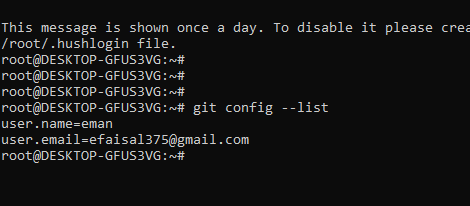 This message is shown once a day. To disable it please crea
/root/.hushlogin file.
root@DESKTOP-GFUS3VG:~#
root@DESKTOP-GFUS3VG:~#
root@DESKTOP-GFUS3VG:~#
root@DESKTOP-GFUS3VG:~# git config --list
user.name=eman
user.email=efaisal375@gmail.com
root@DESKTOP-GFUS3VG:~#